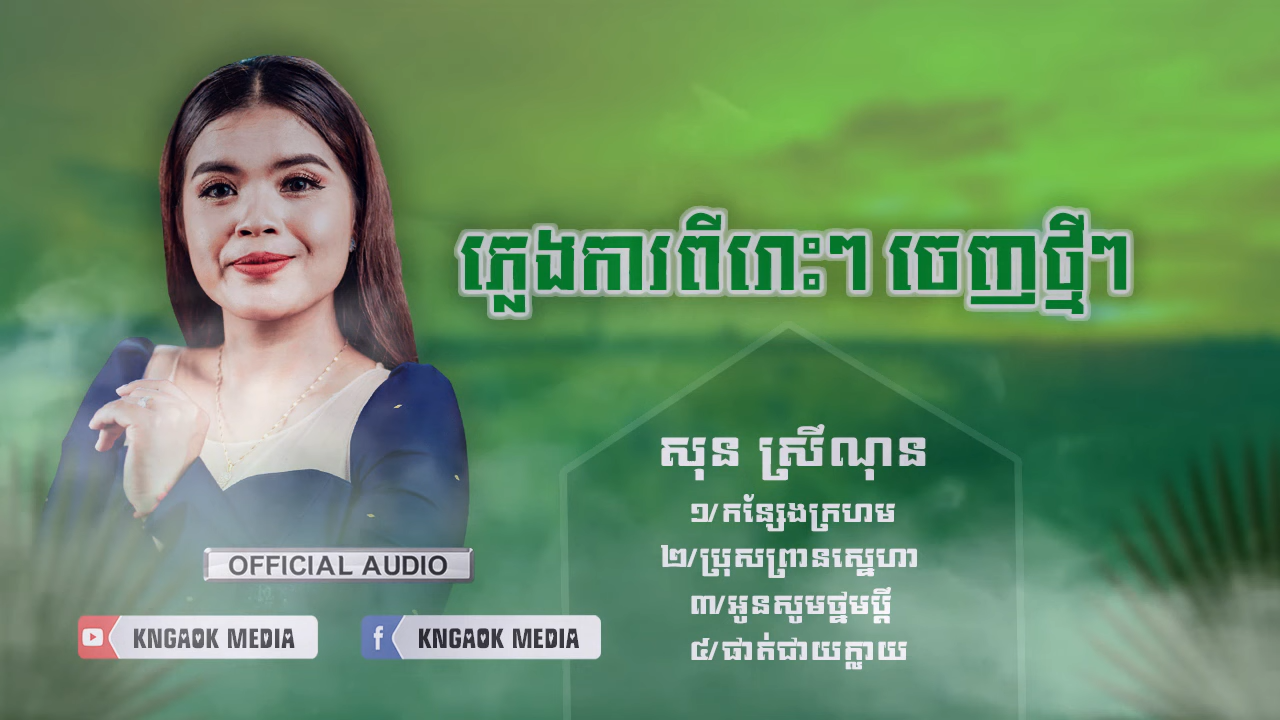 ភ្លេងការពីរោះៗ ចេញថ្មីៗ
សុន ស្រីណុន
១/កន្សែងក្រហម
២/ប្រុសព្រានស្នេហា
៣/អូនសូមថ្នមប្តី
៤/ផាត់ជាយក្លាយ
OFFICIAL AUDIO
KNGAOK MEDIA
KNGAOK MEDIA